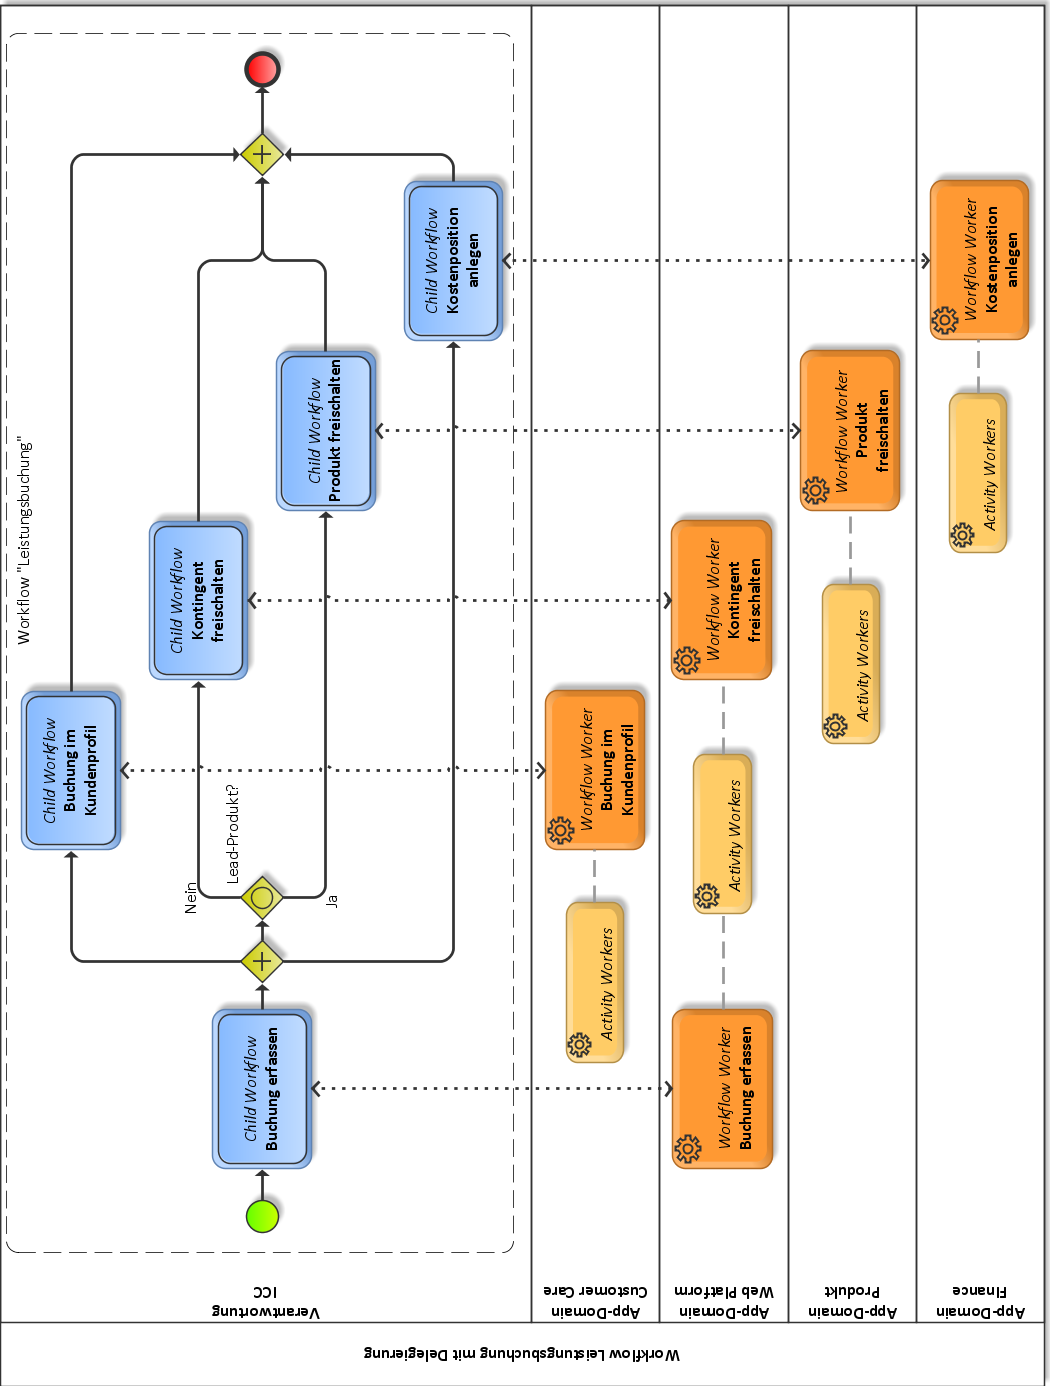 Workflow Leistungsbuchung mit Delegierung
Verantwortung
ICC
Workflow "Leistungsbuchung"
Child Workflow
Buchung erfassen
Nein
Lead-Produkt?
Ja
Child Workflow
Buchung im
Kundenprofil
Child Workflow
Kontingent
freischalten
Child Workflow
Produkt freischalten
Child Workflow
Kostenposition
anlegen
App-Domain
Customer Care
Activity Workers
Workflow Worker
Buchung im
Kundenprofil
App-Domain
Web Platform
Workflow Worker
Buchung erfassen
Activity Workers
Workflow Worker
Kontingent
freischalten
App-Domain
Produkt
Activity Workers
Workflow Worker
Produkt
freischalten
App-Domain
Finance
Activity Workers
Workflow Worker
Kostenposition
anlegen